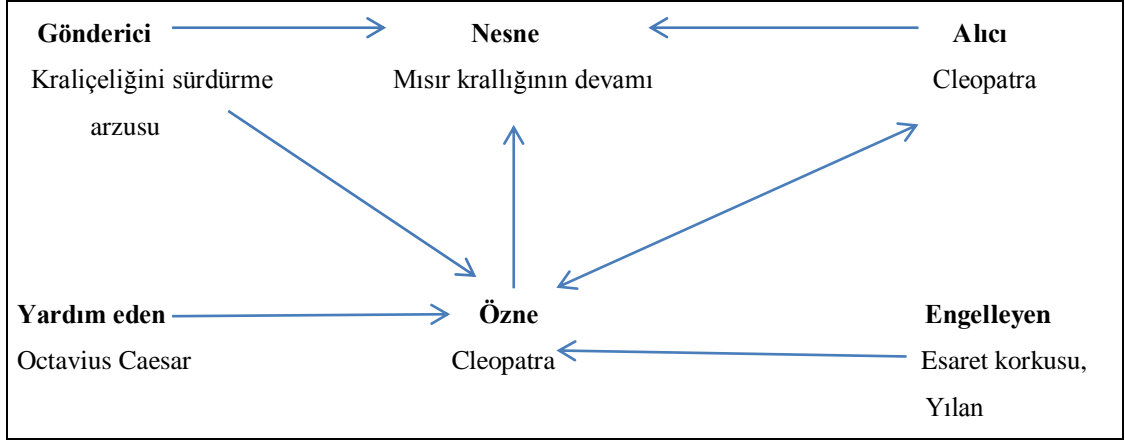 Gönderici Nesne Alıcı
Kraliçeliğini sürdürme Mısır krallığının devamı Cleopatra
arzusu
Yardım eden Özne Engelleyen
Octavius Caesar Cleopatra Esaret korkusu,
Yılan